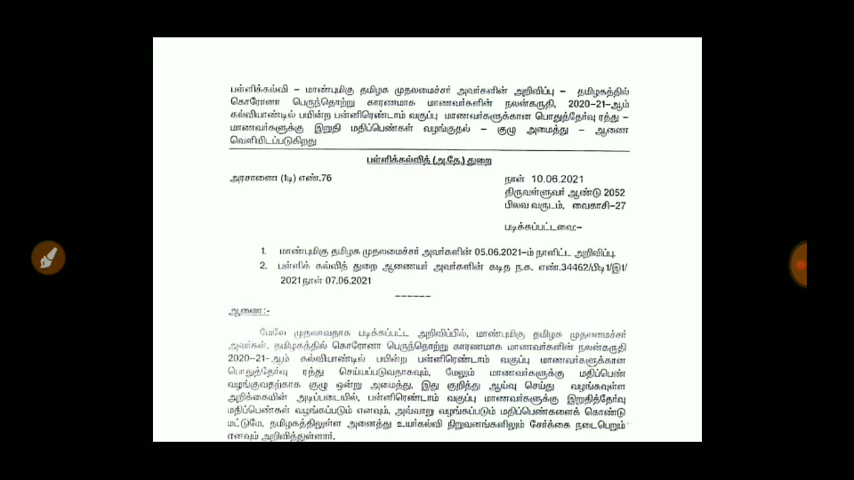 பள்ளிக்கல்வி – மாண்புமிகு தமிழக முதலமைச்சர் அவர்களின் அறிவிப்பு – தமிழகத்தில்
கொரோனா பெருந்தொற்று காரணமாக மாணவர்களின் நலன்கருதி, 2020–21-ஆம்
கல்வியாண்டில் பயின்ற பன்னிரெண்டாம் வகுப்பு மாணவர்களுக்கான பொதுத்தேர்வு ரத்து –
மாணவர்களுக்கு இறுதி மதிப்பெண்கள் வழங்குதல் – குழு அமைத்து – ஆணை
வெளியிடப்படுகிறது
பள்ளிக்கல்வித் (அ.தே.) துறை
அரசாணை (1டி) எண்.76
நாள் 10.06.2021
திருவள்ளுவர் ஆண்டு 2052
பிலவ வருடம், வைகாசி–27
படிக்கப்பட்டவை:–
1. மாண்புமிகு தமிழக முதலமைச்சர் அவர்களின் 05.06.2021–ம் நாளிட்ட அறிவிப்பு.
2. பள்ளிக் கல்வித் துறை ஆணையர் அவர்களின் கடித ந.க. எண்.34462/பிடி1/இ1/
2021 நாள் 07.06.2021
ஆணை:-
மேலே முதலாவதாக படிக்கப்பட்ட அறிவிப்பில், மாண்புமிகு தமிழக முதலமைச்சர்
அவர்கள், தமிழகத்தில் கொரோனா பெருந்தொற்று காரணமாக மாணவர்களின் நலன்கருதி
2020–21-ஆம் கல்வியாண்டில் பயின்ற பன்னிரெண்டாம் வகுப்பு மாணவர்களுக்கான
பொதுத்தேர்வு ரத்து செய்யப்படுவதாகவும், மேலும் மாணவர்களுக்கு மதிப்பெண்
வழங்குவதற்காக குழு ஒன்று அமைத்து, இது குறித்து ஆய்வு செய்து வழங்கவுள்ள
அறிக்கையின் அடிப்படையில், பன்னிரெண்டாம் வகுப்பு மாணவர்களுக்கு இறுதித்தேர்வு
மதிப்பெண்கள் வழங்கப்படும் எனவும், அவ்வாறு வழங்கப்படும் மதிப்பெண்களைக் கொண்டு
மட்டுமே, தமிழகத்திலுள்ள அனைத்து உயர்கல்வி நிறுவனங்களிலும் சேர்க்கை நடைபெறும்
எனவும் அறிவித்துள்ளார்.